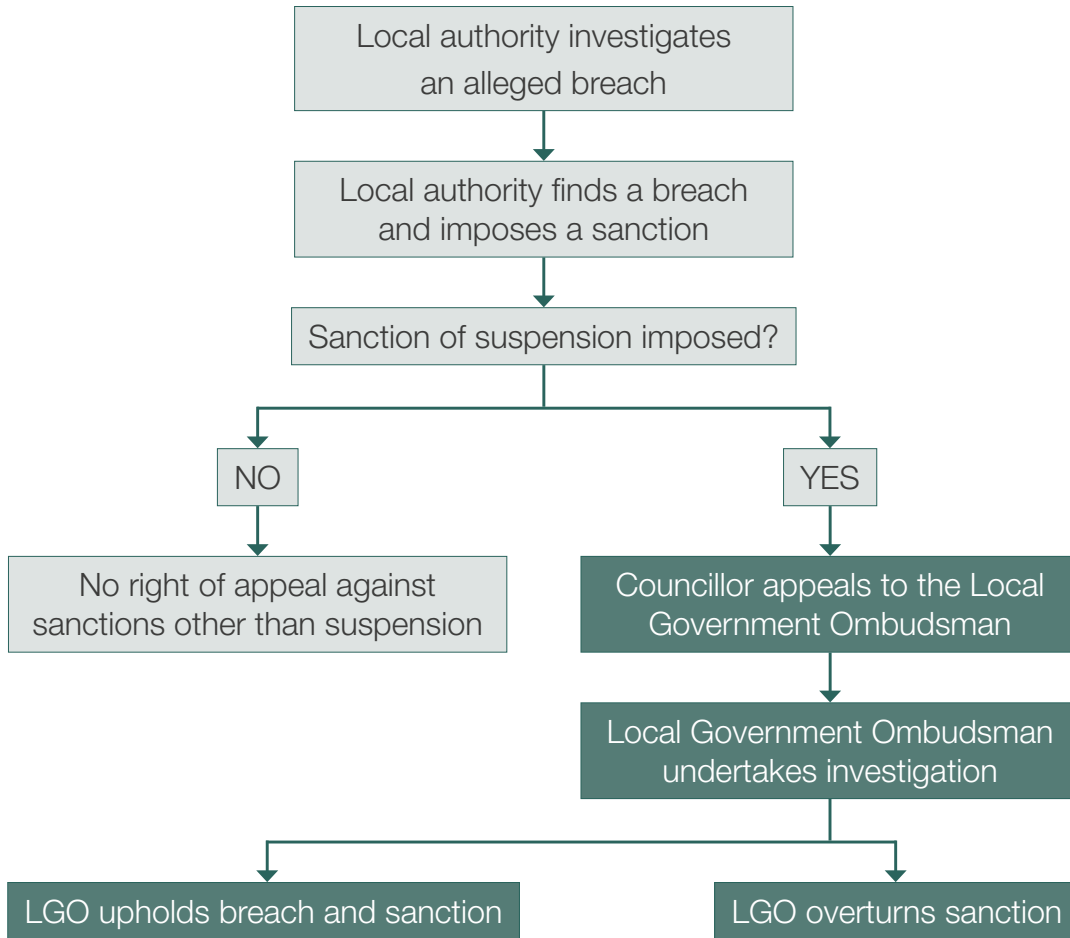 Local authority investigates
an alleged breach
Local authority finds a breach
and imposes a sanction
Sanction of suspension imposed?
NO
YES
No right of appeal against
sanctions other than suspension
Councillor appeals to the Local
Government Ombudsman
Local Government Ombudsman
undertakes investigation
LGO upholds breach and sanction
LGO overturns sanction